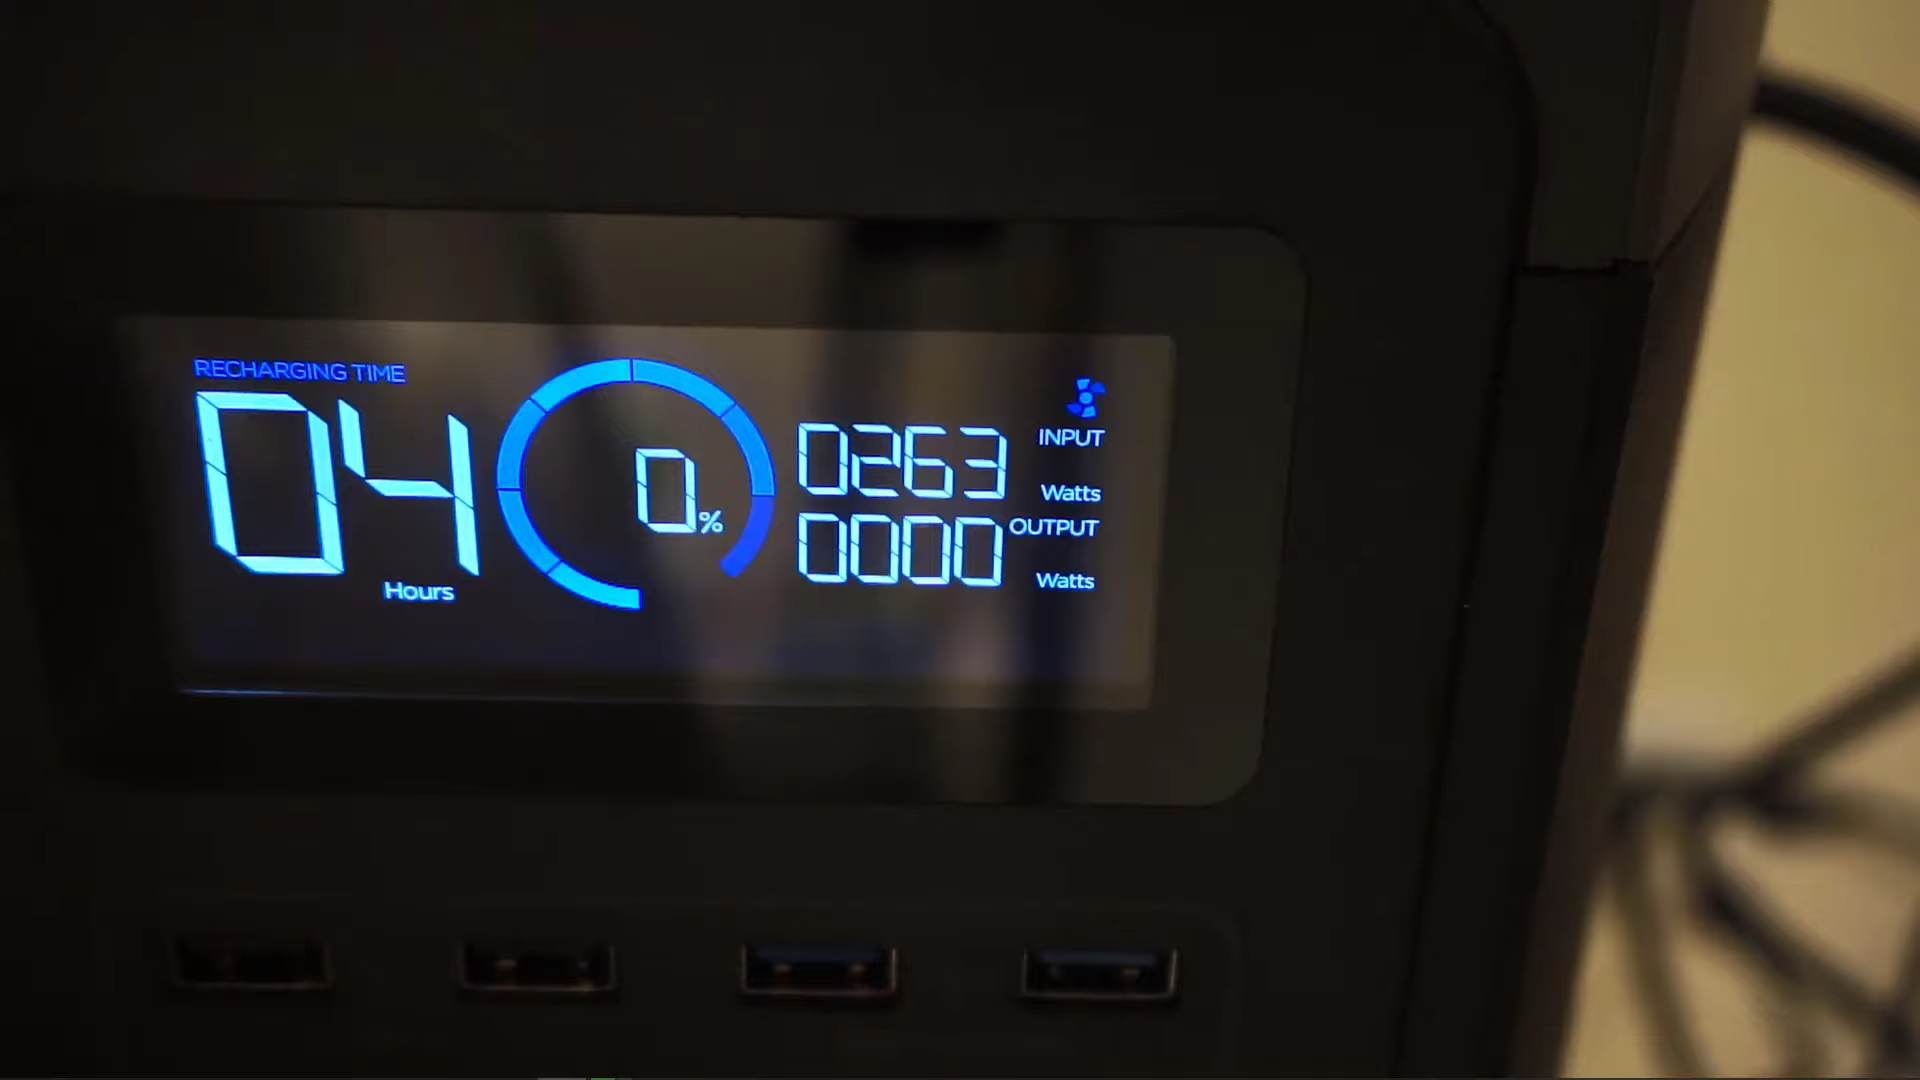 RECHARGING TIME
04
Hours
0%
0263 INPUT
Watts
0000 OUTPUT
Watts